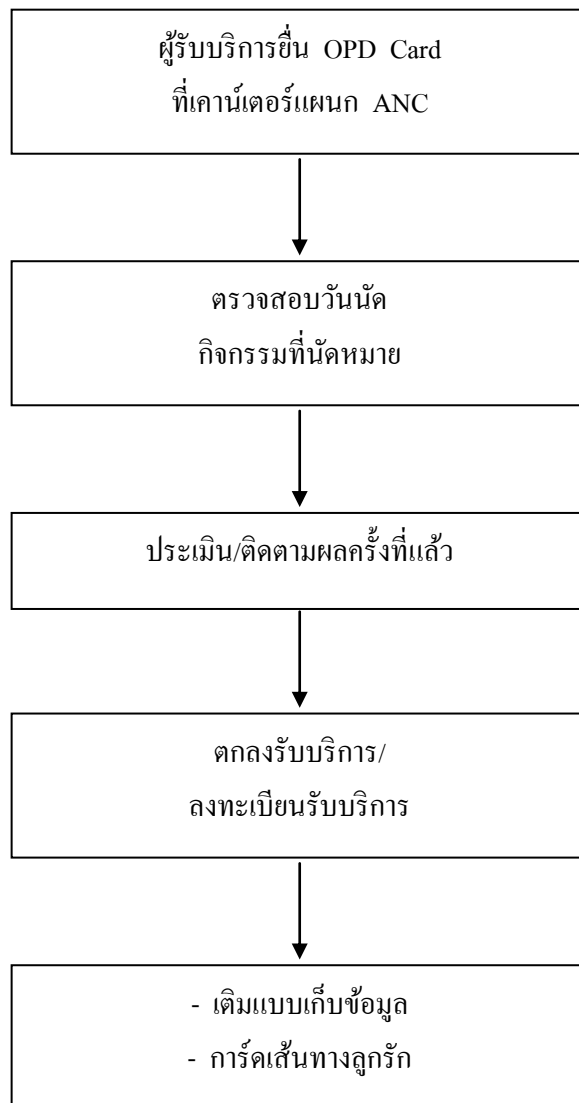 ผู้รับบริการยื่น OPD Card
ที่เคาน์เตอร์แผนก ANC
ตรวจสอบวันนัด
กิจกรรมที่นัดหมาย
ประเมิน/ติดตามผลครั้งที่แล้ว
ตกลงรับบริการ/
ลงทะเบียนรับบริการ
- เติมแบบเก็บข้อมูล
- การ์ดเส้นทางลูกรัก